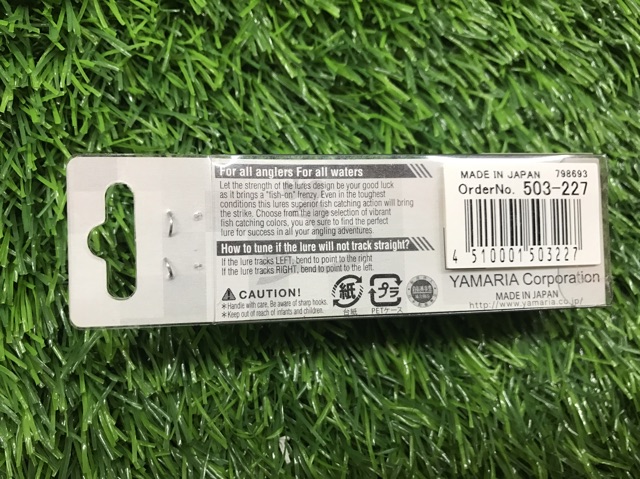 For all anglers For all waters
Let the strength of the lures design be your good luck
as it brings a "fish-on" frenzy. Even in the toughest
conditions this lures superior fish catching action will bring
the strike. Choose from the large selection of vibrant
fish catching colors, you are sure to find the perfect
lure for success in all your angling adventures.
How to tune if the lure will not track straight?
If the lure tracks LEFT, bend to point to the right
If the lure tracks RIGHT, bend to point to the left.
CAUTION!
*Handle with care. Be aware of sharp hooks.
*Keep out of reach of infants and children.
紙
台紙
プラ
PETケース
MADE IN JAPAN 798693
OrderNo. 503-227
4 510001 503227
YAMARIA Corporation
MADE IN JAPAN
http://www.yamaria.co.jp/